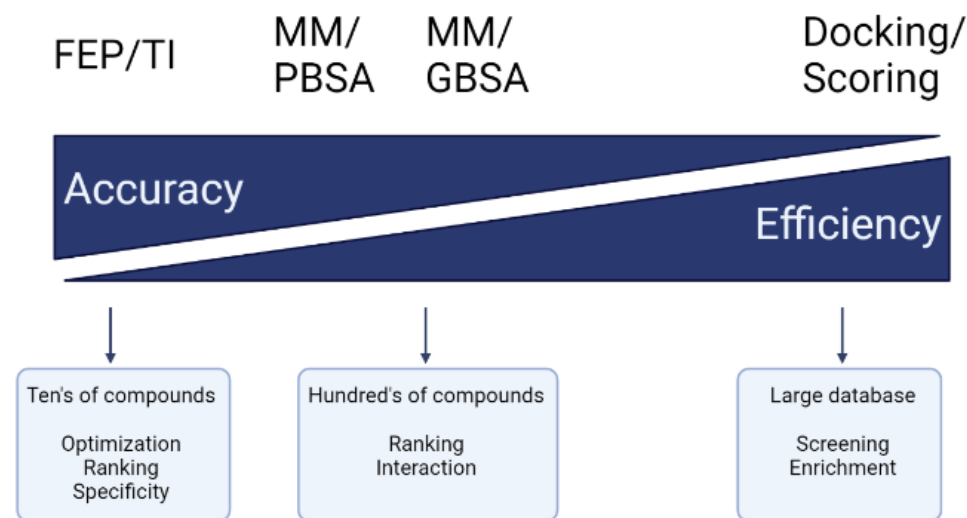 FEP/TI
MM/
PBSA
MM/
GBSA
Docking/
Scoring
Accuracy
Efficiency
Ten's of compounds
Optimization
Ranking
Specificity
Hundred's of compounds
Ranking
Interaction
Large database
Screening
Enrichment